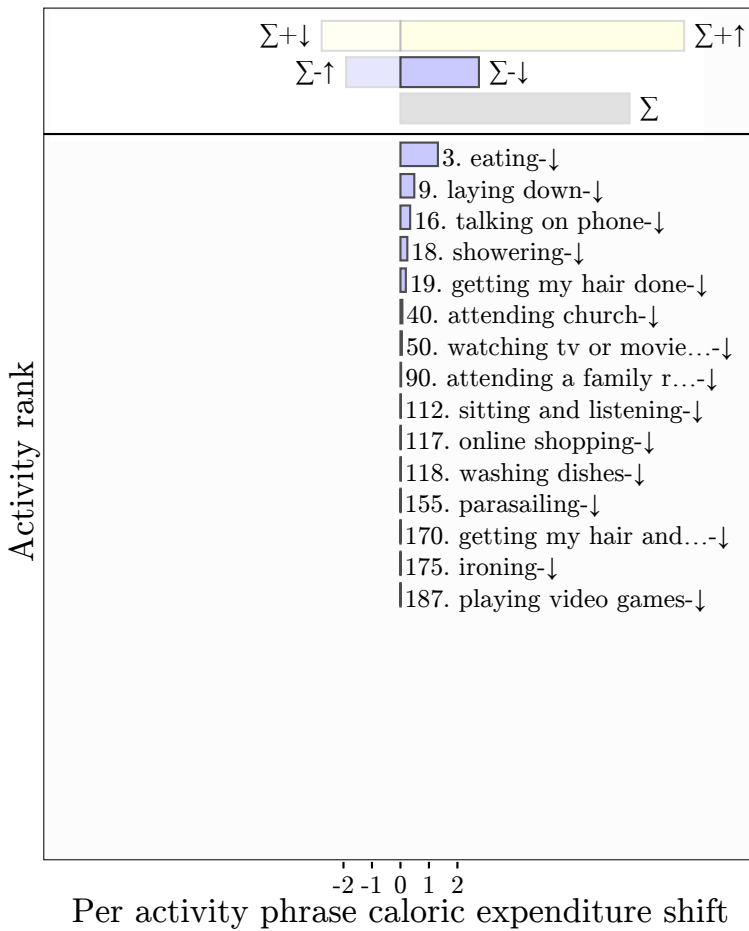 Σ+↓ Σ+↑
Σ-↑ Σ-↓
Σ
3. eating-↓
9. laying down-↓
16. talking on phone-↓
18. showering-↓
19. getting my hair done-↓
40. attending church-↓
50. watching tv or movie...-↓
90. attending a family r...-↓
112. sitting and listening-↓
117. online shopping-↓
118. washing dishes-↓
155. parasailing-↓
170. getting my hair and...-↓
175. ironing-↓
187. playing video games-↓
Activity rank
-2 -1 0 1 2
Per activity phrase caloric expenditure shift